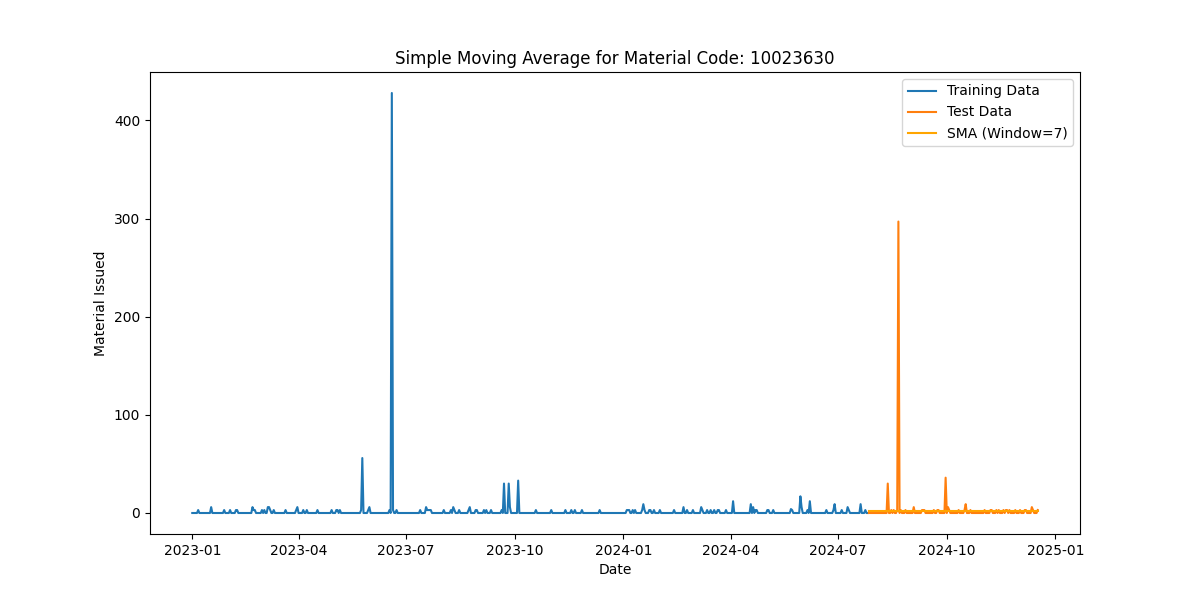 Simple Moving Average for Material Code: 10023630
Training Data
Test Data
SMA (Window=7)
Material Issued
400
300
200
100
0
2023-01 2023-04 2023-07 2023-10 2024-01 2024-04 2024-07 2024-10 2025-01
Date